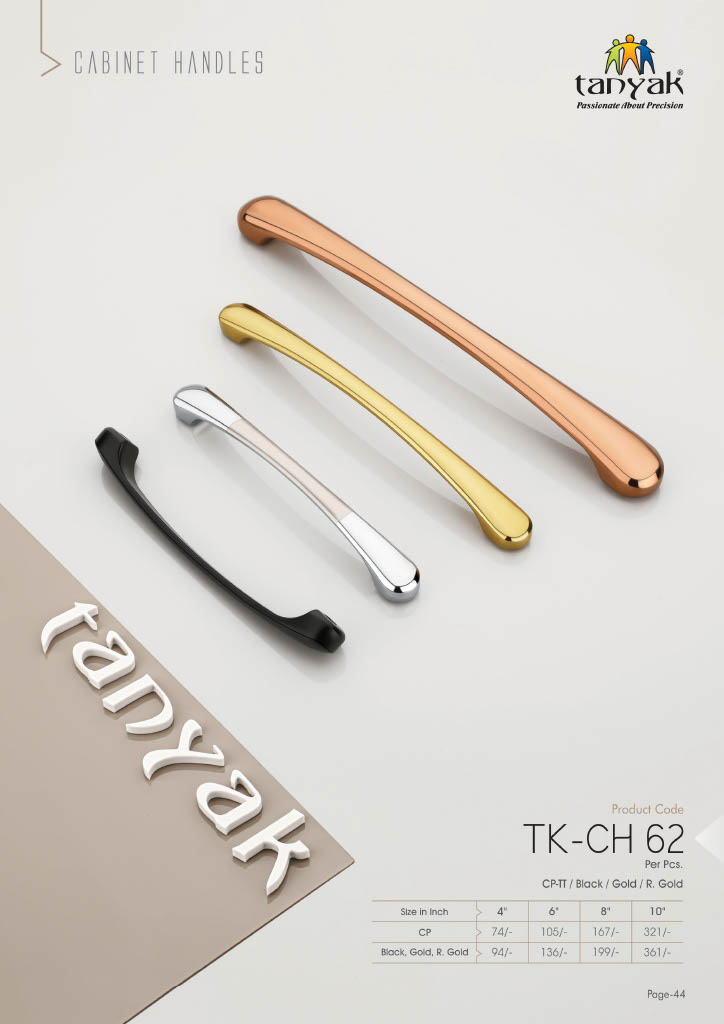 CABINET HANDLES
tanyak®
Passionate About Precision
tanyak
Product Code
TK-CH 62
Per Pcs.
CP-TT / Black / Gold / R. Gold
Size in Inch 4" 6" 8" 10"
CP 74/- 105/- 167/- 321/-
Black, Gold, R. Gold 94/- 136/- 199/- 361/-
Page-44